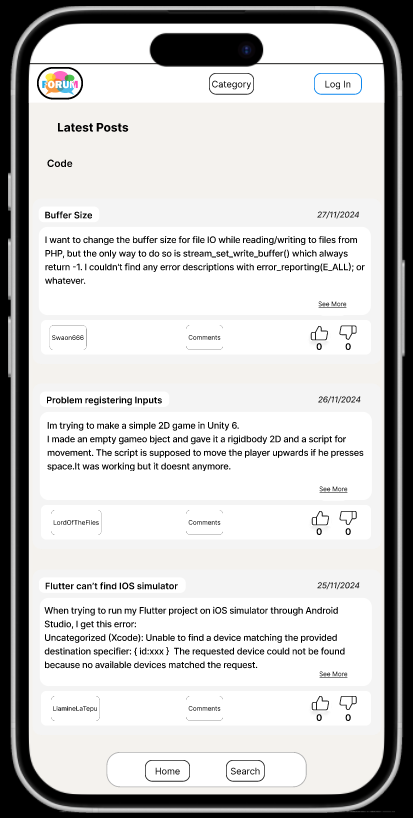 FORUM
Category
Log In
Latest Posts
Code
Buffer Size
27/11/2024
I want to change the buffer size for file IO while reading/writing to files from
PHP, but the only way to do so is stream_set_write_buffer() which always
return -1. I couldn't find any error descriptions with error_reporting(E_ALL); or
whatever.
See More
Swaon666
Comments
0
0
Problem registering Inputs
26/11/2024
Im trying to make a simple 2D game in Unity 6.
I made an empty gameo bject and gave it a rigidbody 2D and a script for
movement. The script is supposed to move the player upwards if he presses
space.It was working but it doesnt anymore.
See More
LordOfTheFiles
Comments
0
0
Flutter can't find IOS simulator
25/11/2024
When trying to run my Flutter project on iOS simulator through Android
Studio, I get this error:
Uncategorized (Xcode): Unable to find a device matching the provided
destination specifier: { id:xxx } The requested device could not be found
because no available devices matched the request.
See More
LiamineLaTepu
Comments
0
0
Home
Search